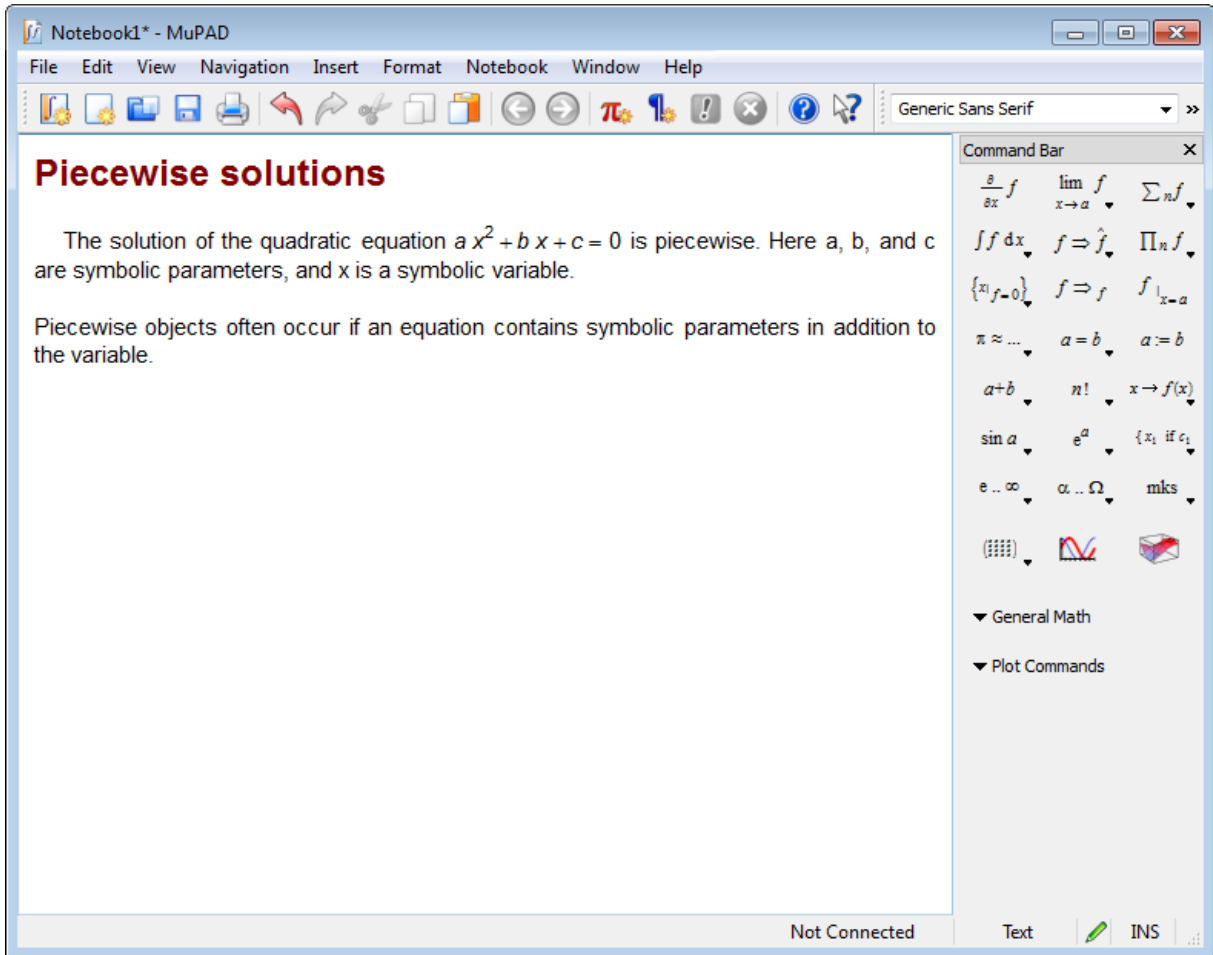 Notebook1* - MuPAD
File Edit View Navigation Insert Format Notebook Window Help
π Generic Sans Serif »
Piecewise solutions
The solution of the quadratic equation a x² + b x + c = 0 is piecewise. Here a, b, and c
are symbolic parameters, and x is a symbolic variable.
Piecewise objects often occur if an equation contains symbolic parameters in addition to
the variable.
Command Bar
∂/∂x f lim x→a f Σn f
∫f dx f ⇒ f̂ Πn f
{x| f=0} f ⇒ f f |x=a
π ≈ ... a = b a := b
a+b n! x → f(x)
sin a eᵃ {x₁ if c₁
e .. ∞ α .. Ω mks
General Math
Plot Commands
Not Connected Text INS